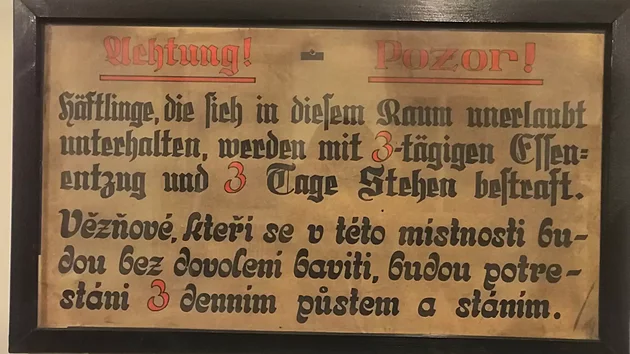 Achtung! - Pozor!
Häftlinge, die sich in diesem Raum unerlaubt
unterhalten, werden mit 3-tägigen Essen-
entzug und 3 Tage Stehen bestraft.
Vězňové, kteří se v této místnosti bu-
dou bez dovolení baviti, budou potre-
stáni 3 denním půstem a stáním.